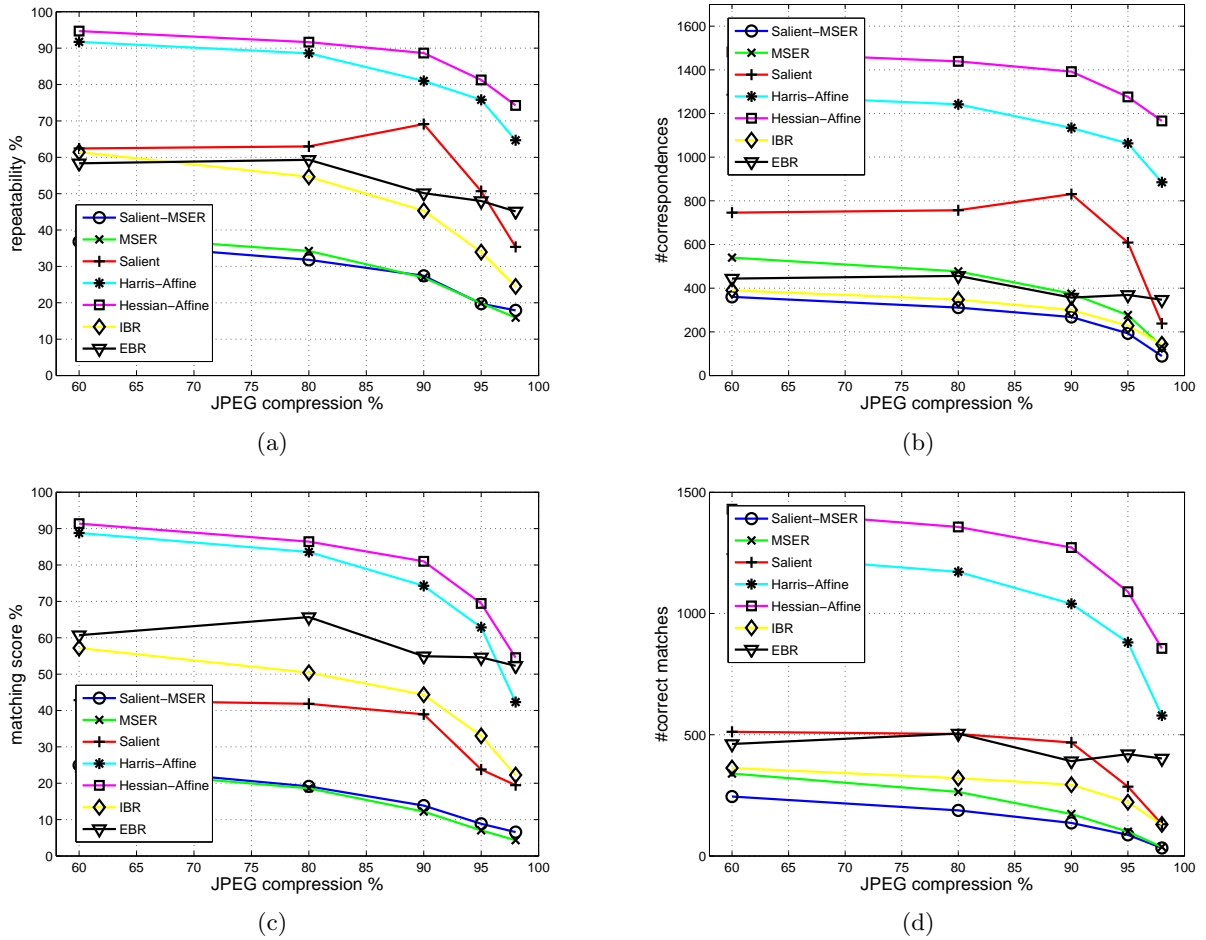 100
90
80
70
60
50
40
30
20
10
0
repeatability %
Salient−MSER
MSER
Salient
Harris−Affine
Hessian−Affine
IBR
EBR
60 65 70 75 80 85 90 95 100
JPEG compression %
(a)
1600
1400
1200
1000
800
600
400
200
0
#correspondences
Salient−MSER
MSER
Salient
Harris−Affine
Hessian−Affine
IBR
EBR
60 65 70 75 80 85 90 95 100
JPEG compression %
(b)
100
90
80
70
60
50
40
30
20
10
0
matching score %
Salient−MSER
MSER
Salient
Harris−Affine
Hessian−Affine
IBR
EBR
60 65 70 75 80 85 90 95 100
JPEG compression %
(c)
1500
1000
500
0
#correct matches
Salient−MSER
MSER
Salient
Harris−Affine
Hessian−Affine
IBR
EBR
60 65 70 75 80 85 90 95 100
JPEG compression %
(d)